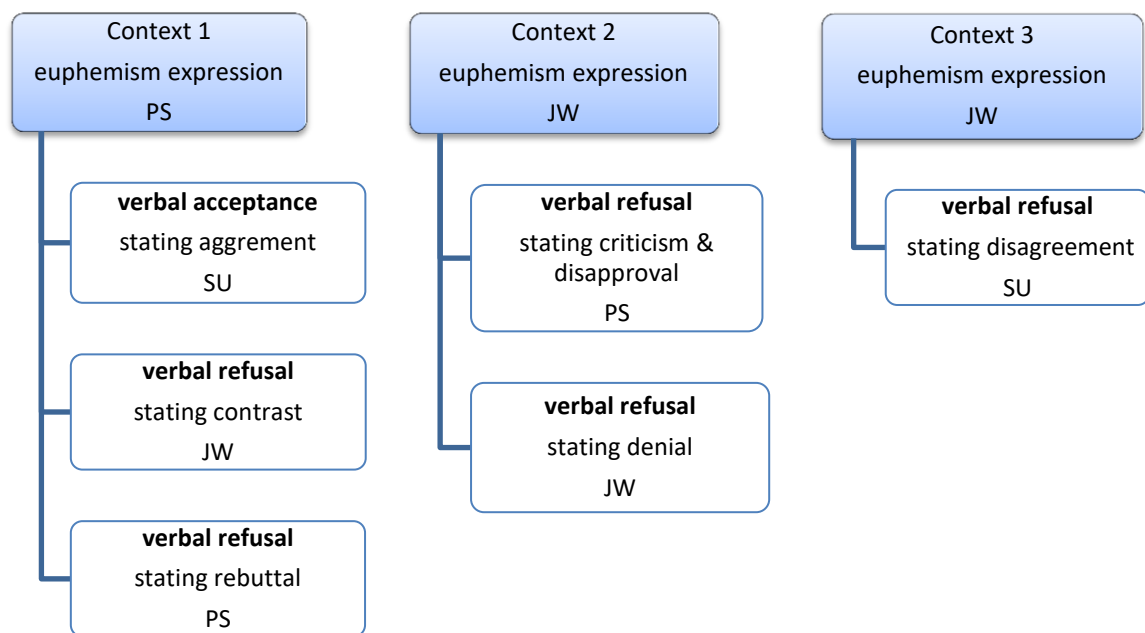 Context 1
euphemism expression
PS
verbal acceptance
stating aggrement
SU
verbal refusal
stating contrast
JW
verbal refusal
stating rebuttal
PS
Context 2
euphemism expression
JW
verbal refusal
stating criticism &
disapproval
PS
verbal refusal
stating denial
JW
Context 3
euphemism expression
JW
verbal refusal
stating disagreement
SU